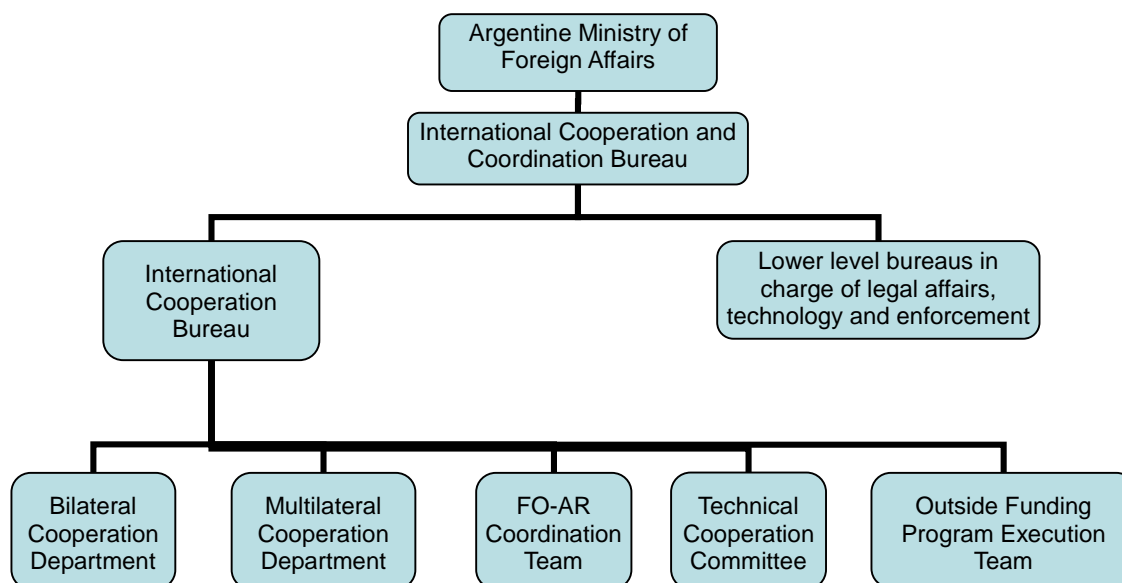 Argentine Ministry of
Foreign Affairs
International Cooperation and
Coordination Bureau
International
Cooperation
Bureau
Lower level bureaus in
charge of legal affairs,
technology and enforcement
Bilateral
Cooperation
Department
Multilateral
Cooperation
Department
FO-AR
Coordination
Team
Technical
Cooperation
Committee
Outside Funding
Program Execution
Team